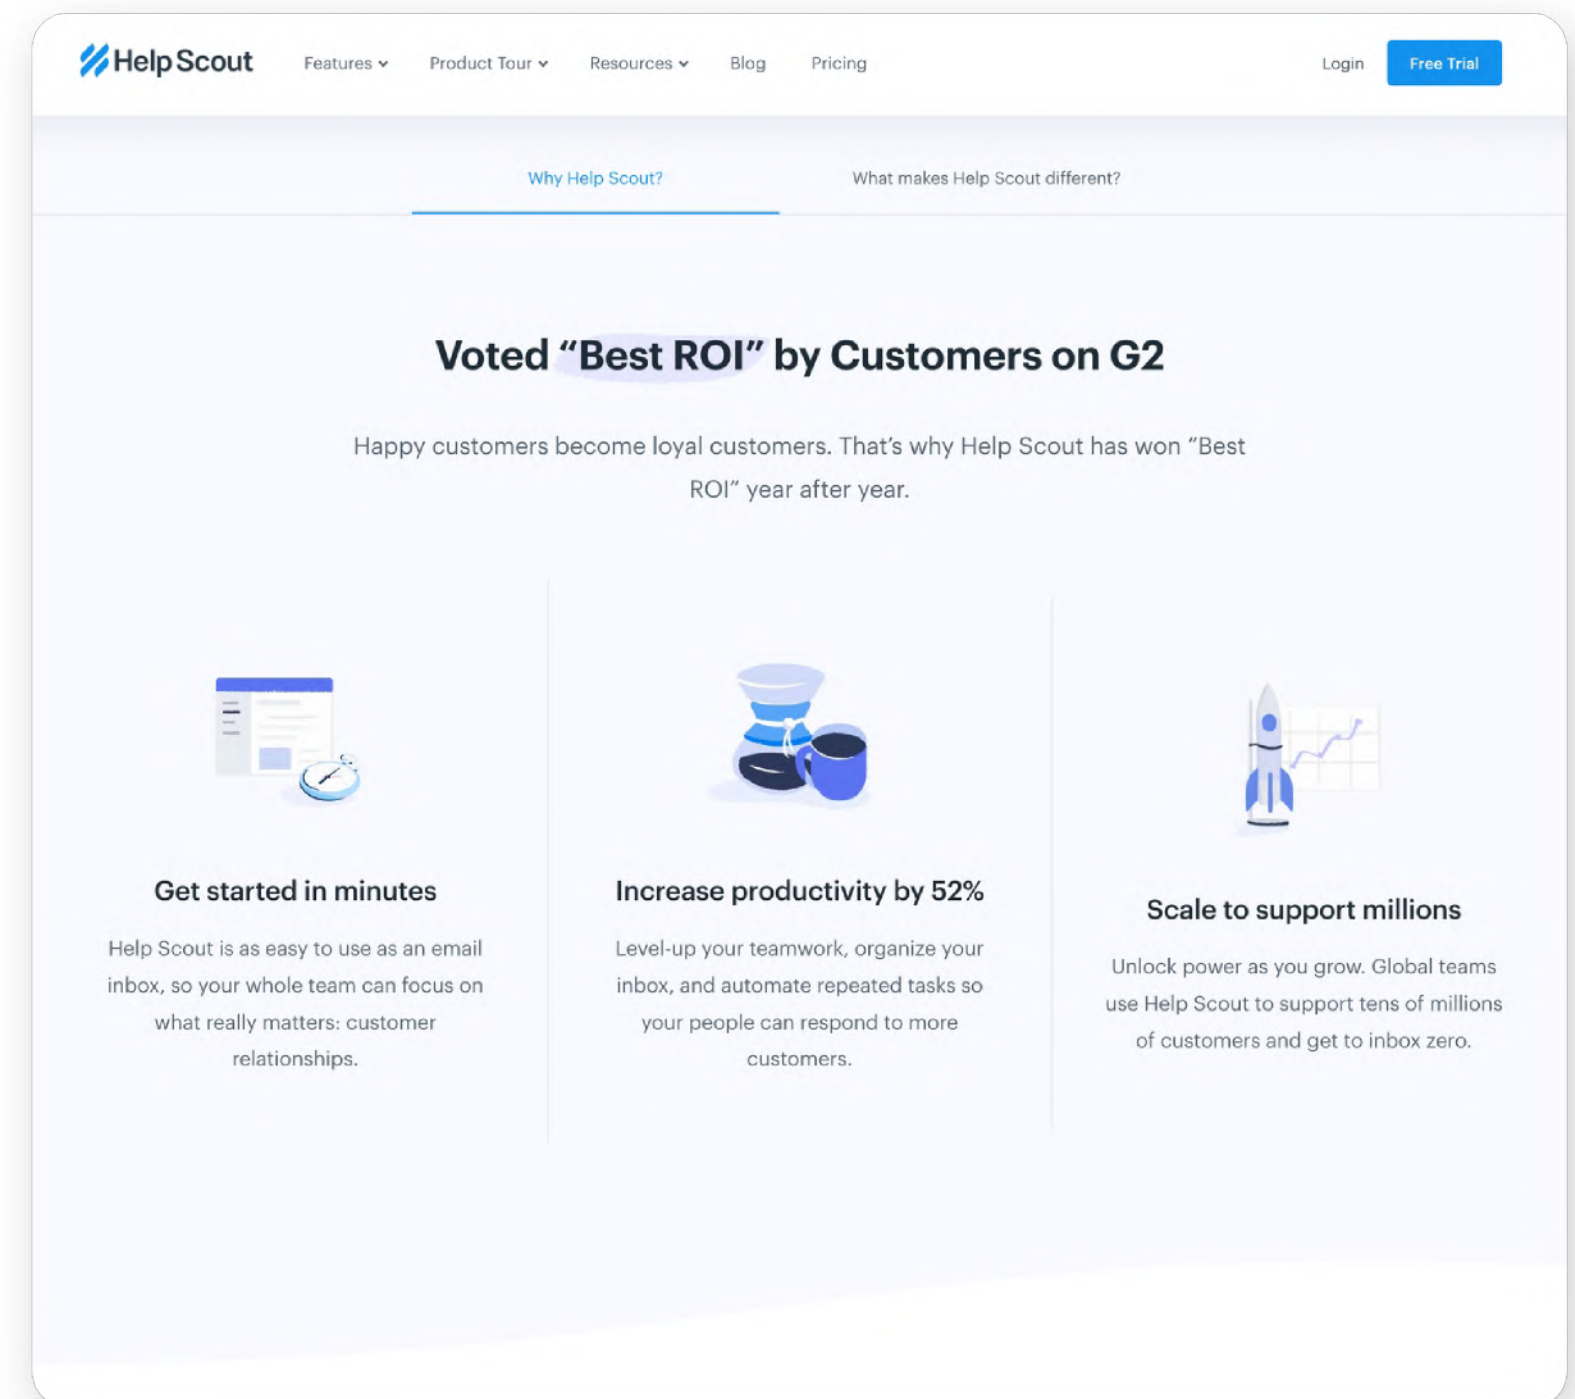 Help Scout
Features
Product Tour
Resources
Blog
Pricing
Login
Free Trial
Why Help Scout?
What makes Help Scout different?
Voted “Best ROI” by Customers on G2
Happy customers become loyal customers. That’s why Help Scout has won “Best
ROI” year after year.
Get started in minutes
Help Scout is as easy to use as an email
inbox, so your whole team can focus on
what really matters: customer
relationships.
Increase productivity by 52%
Level-up your teamwork, organize your
inbox, and automate repeated tasks so
your people can respond to more
customers.
Scale to support millions
Unlock power as you grow. Global teams
use Help Scout to support tens of millions
of customers and get to inbox zero.